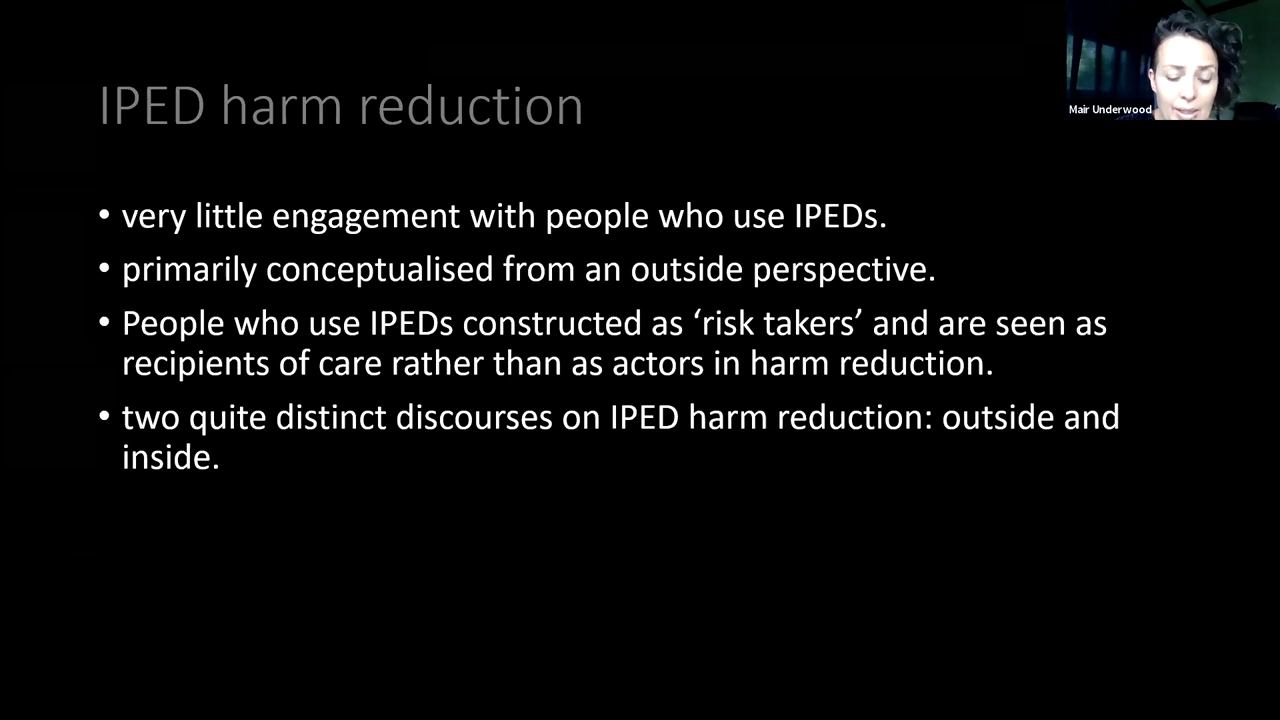 IPED harm reduction
Mair Underwood
• very little engagement with people who use IPEDs.
• primarily conceptualised from an outside perspective.
• People who use IPEDs constructed as ‘risk takers’ and are seen as
recipients of care rather than as actors in harm reduction.
• two quite distinct discourses on IPED harm reduction: outside and
inside.